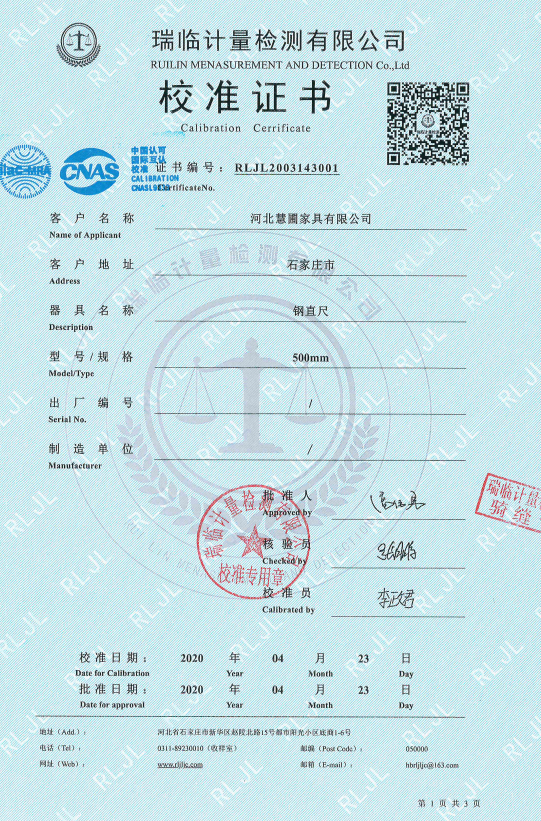 瑞临计量检测有限公司
RUILIN MENASUREMENT AND DETECTION Co.,Ltd
校准证书
Calibration Cerrificate
ilac-MRA
CNAS
中国认可
国际互认
校准
CALIBRATION
证书编号: RLJL2003143001
CertificateNo.
客户名称 河北慧圃家具有限公司
Name of Applicant
客户地址 石家庄市
Address
器具名称 钢直尺
Description
型号/规格 500mm
Model/Type
出厂编号 /
Serial No.
制造单位 /
Manufacturer
瑞临计量检测有限公司
校准专用章
批准人
Approved by
核验员
Checked by
校准员 李政君
Calibrated by
瑞临计量
骑缝
校准日期: 2020 年 04 月 23 日
Date for Calibration Year Month Day
批准日期: 2020 年 04 月 23 日
Date for approval Year Month Day
地址（Add.）: 河北省石家庄市新华区赵陵北路15号都市阳光小区底商1-6号
电话（Tel）: 0311-89230010（收样室） 邮编（Post Code）: 050000
网址（Web）: www.rljljc.com 邮箱（E-mail）: hbrljljc@163.com
第 1 页 共 3 页